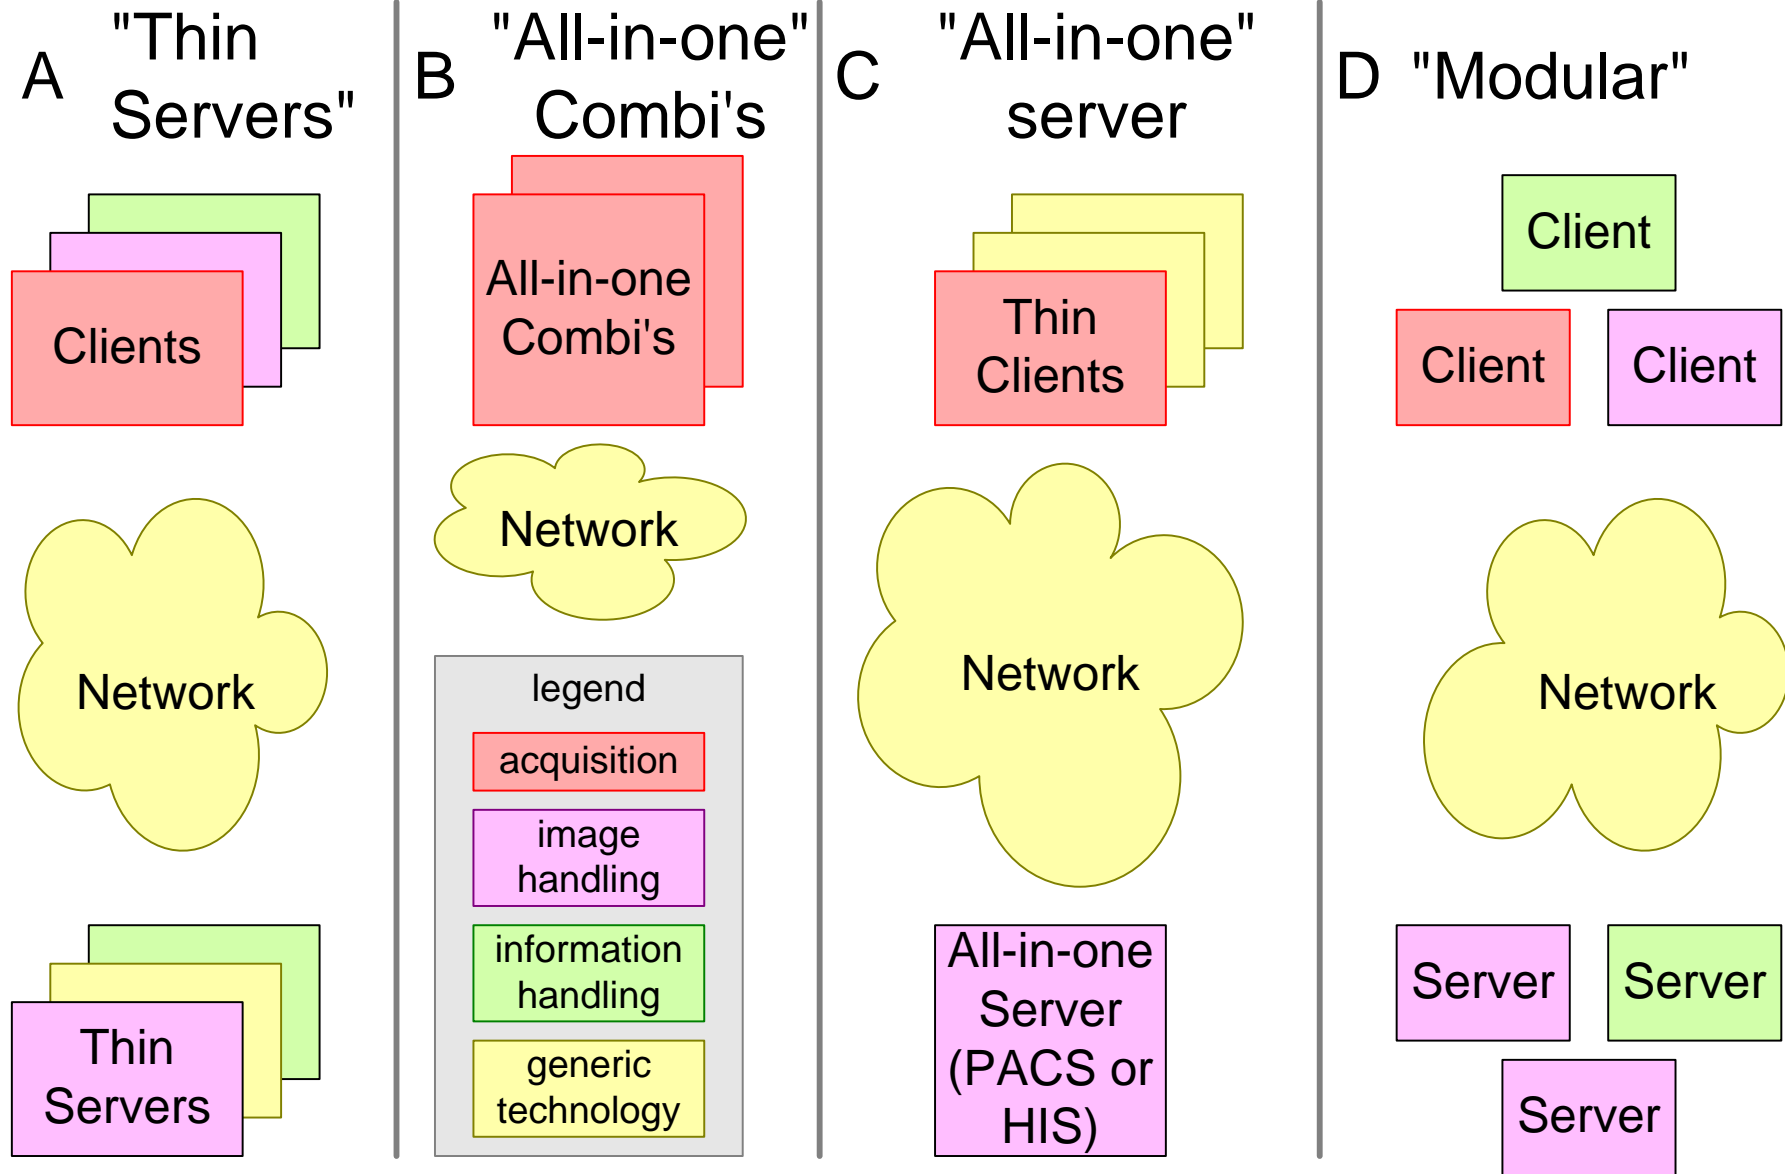 A
"Thin
Servers"
Clients
Network
Thin
Servers
B
"All-in-one"
Combi's
All-in-one
Combi's
Network
legend
acquisition
image
handling
information
handling
generic
technology
C
"All-in-one"
server
Thin
Clients
Network
All-in-one
Server
(PACS or
HIS)
D "Modular"
Client
Client Client
Network
Server Server
Server